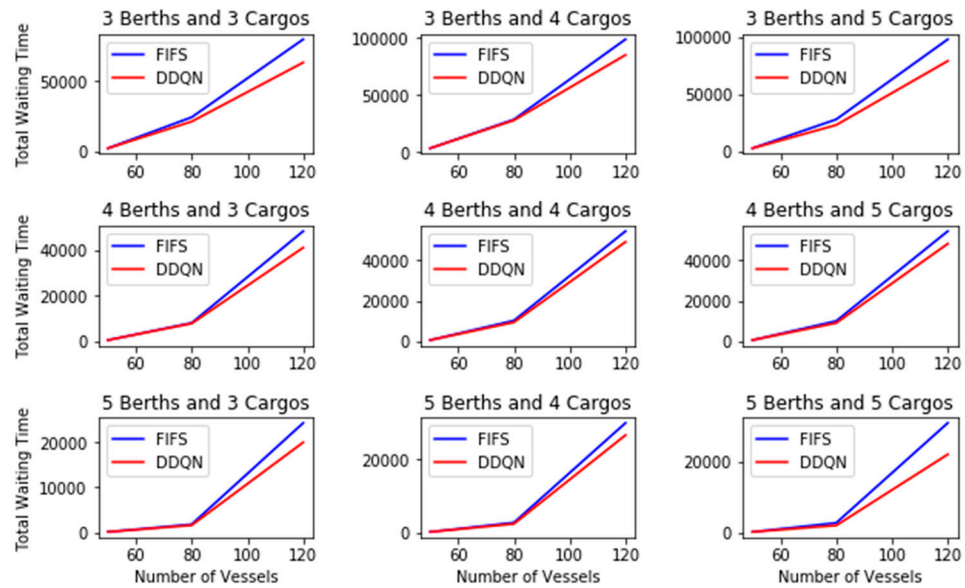 3 Berths and 3 Cargos
3 Berths and 4 Cargos
3 Berths and 5 Cargos
Total Waiting Time
50000
0
FIFS
DDQN
60 80 100 120
100000
50000
0
FIFS
DDQN
60 80 100 120
100000
50000
0
FIFS
DDQN
60 80 100 120
4 Berths and 3 Cargos
4 Berths and 4 Cargos
4 Berths and 5 Cargos
Total Waiting Time
40000
20000
0
FIFS
DDQN
60 80 100 120
40000
20000
0
FIFS
DDQN
60 80 100 120
40000
20000
0
FIFS
DDQN
60 80 100 120
5 Berths and 3 Cargos
5 Berths and 4 Cargos
5 Berths and 5 Cargos
Total Waiting Time
20000
10000
0
FIFS
DDQN
60 80 100 120
Number of Vessels
20000
0
FIFS
DDQN
60 80 100 120
Number of Vessels
20000
0
FIFS
DDQN
60 80 100 120
Number of Vessels